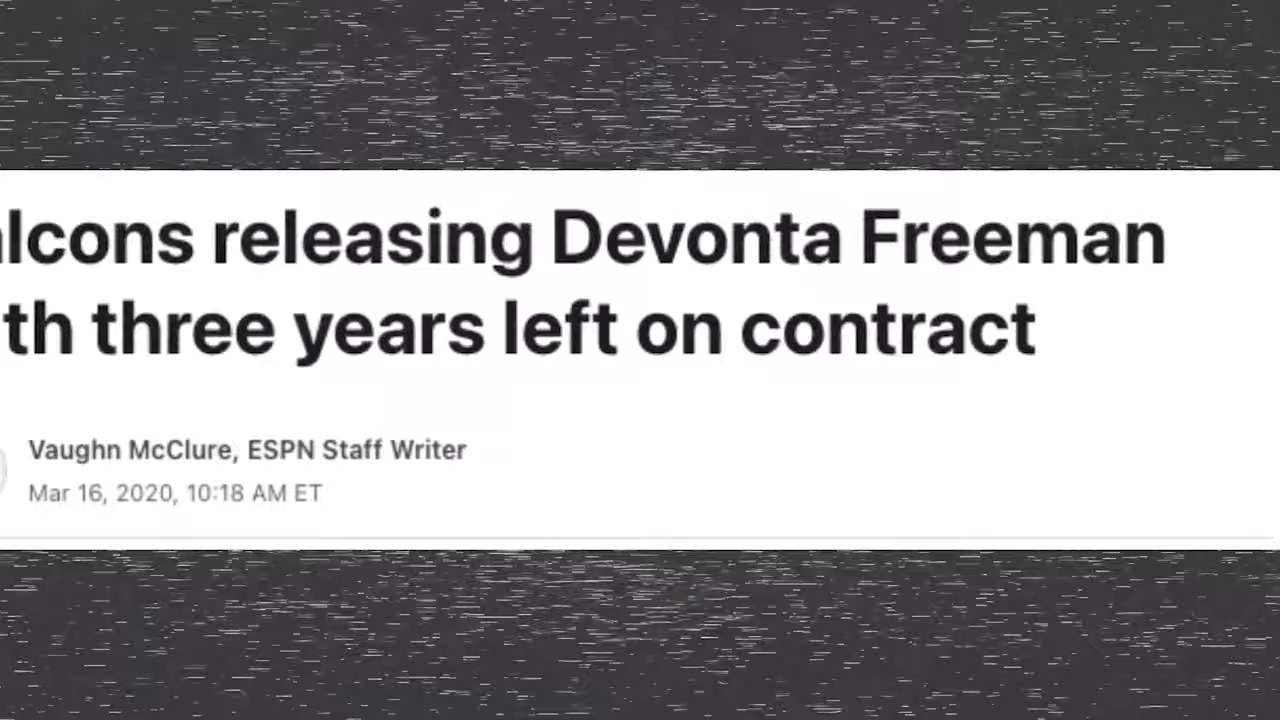 alcons releasing Devonta Freeman
th three years left on contract
Vaughn McClure, ESPN Staff Writer
Mar 16, 2020, 10:18 AM ET